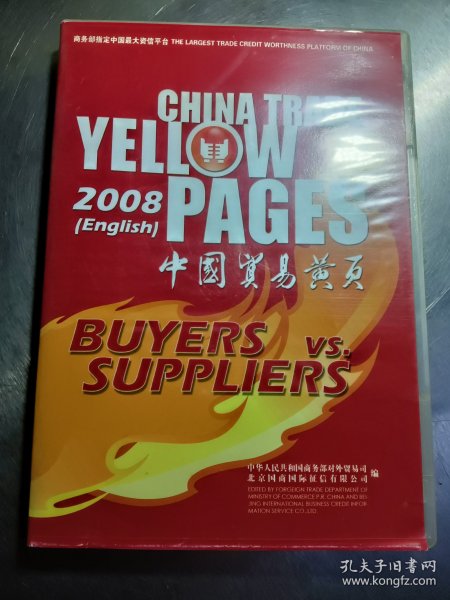 商务部指定中国最大资信平台 THE LARGEST TRADE CREDIT WORTHNESS PLATFORM OF CHINA
CHINA TRADE
YELLOW
2008
(English)
PAGES
中國貿易黄页
BUYERS vs.
SUPPLIERS
中华人民共和国商务部对外贸易司
北京国商国际征信有限公司
编
EDITED BY FORGEIGN TRADE DEPARTMENT OF
MINISTRY OF COMMERCE P.R. CHINA AND BEI
JING INTERNATIONAL BUSINESS CREDIT INFOR
MATION SERVICE CO.,LTD.
孔夫子旧书网
www.kongfz.com